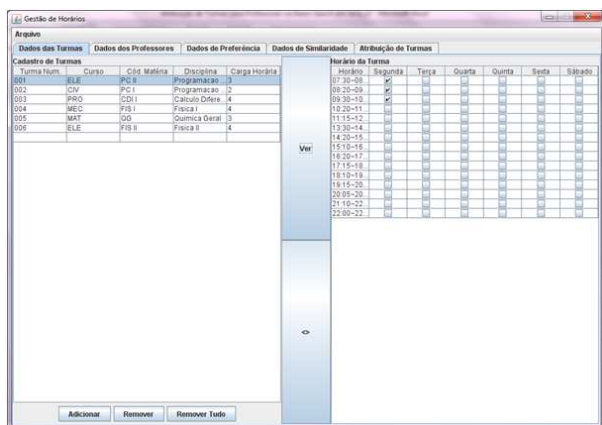 Gestão de Horários
Arquivo
Dados das Turmas Dados dos Professores Dados de Preferência Dados de Similaridade Atribuição de Turmas
Cadastro de Turmas
Turma Num. Curso Cód. Matéria Disciplina Carga Horária
001 ELE PC II Programacao ... 3
002 CIV PC I Programacao ... 2
003 PRO CDI I Calculo Difere... 4
004 MEC FIS I Fisica I 4
005 MAT QG Quimica Geral 3
006 ELE FIS II Fisica II 4
Ver
<>
Horário da Turma
Horário Segunda Terça Quarta Quinta Sexta Sábado
07:30~08...
08:20~09...
09:30~10...
10:20~11...
11:15~12...
13:30~14...
14:20~15...
15:10~16...
16:20~17...
17:15~18...
18:10~19...
19:15~20...
20:05~20...
21:10~22...
22:00~22...
Adicionar Remover Remover Tudo